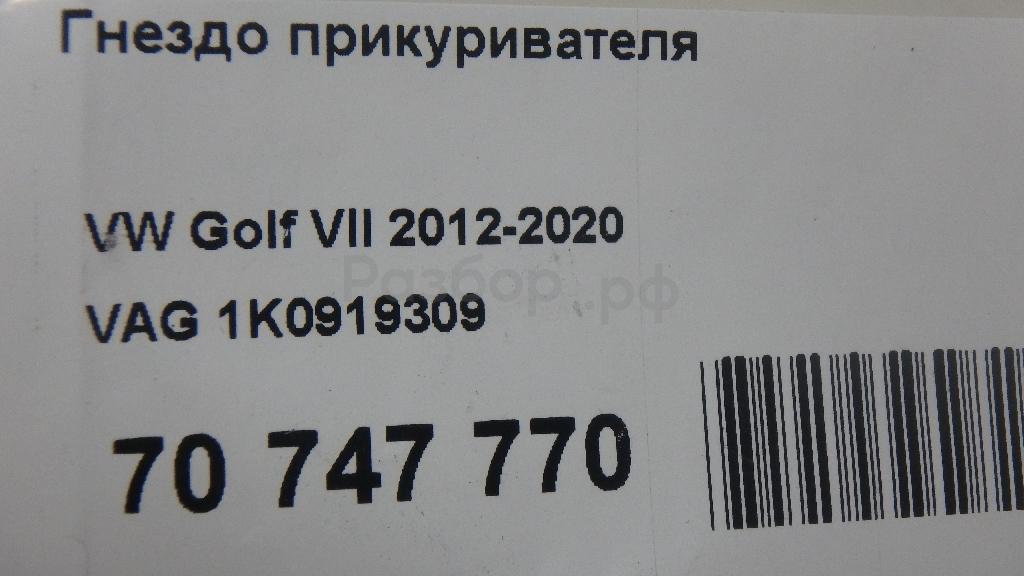 Гнездо прикуривателя
VW Golf VII 2012-2020
Разбор.рф
VAG 1K0919309
70 747 770